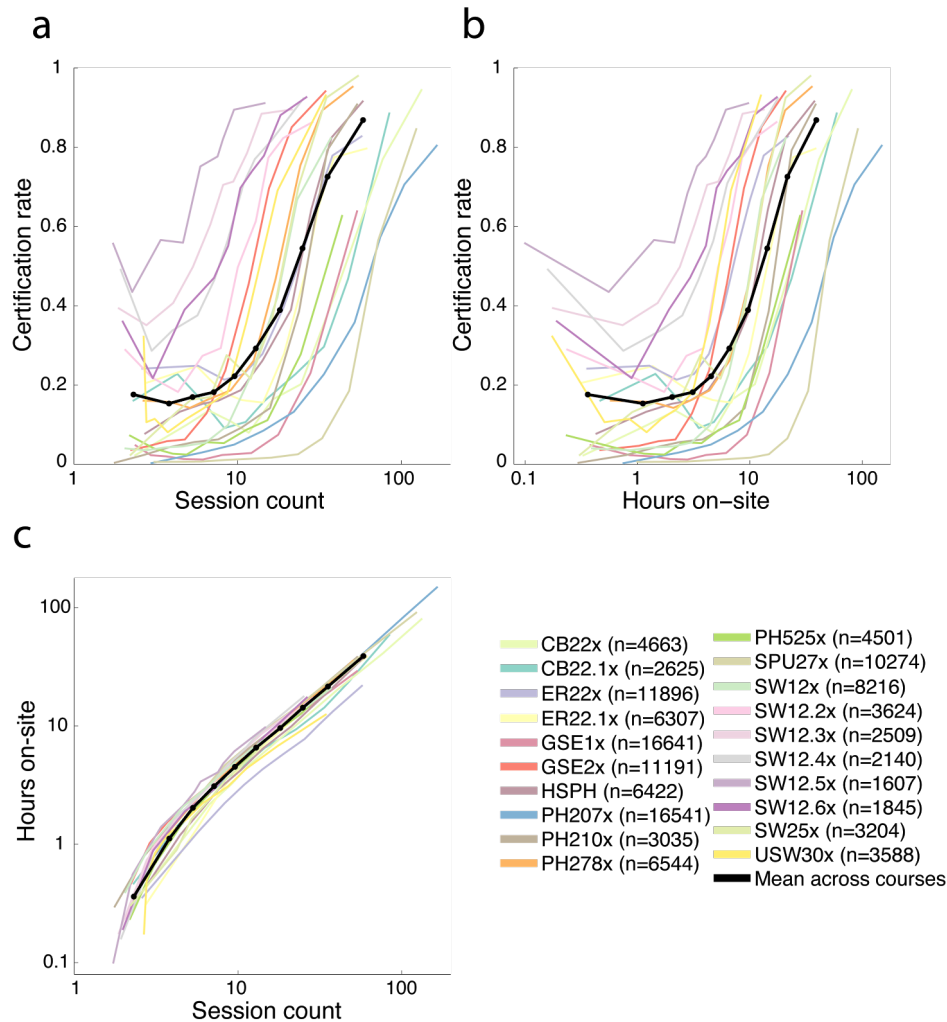 a
b
1
0.8
0.6
0.4
0.2
0
Certification rate
1
10
100
Session count
1
0.8
0.6
0.4
0.2
0
Certification rate
0.1
1
10
100
Hours on-site
c
100
10
1
0.1
Hours on-site
1
10
100
Session count
CB22x (n=4663)
CB22.1x (n=2625)
ER22x (n=11896)
ER22.1x (n=6307)
GSE1x (n=16641)
GSE2x (n=11191)
HSPH (n=6422)
PH207x (n=16541)
PH210x (n=3035)
PH278x (n=6544)
PH525x (n=4501)
SPU27x (n=10274)
SW12x (n=8216)
SW12.2x (n=3624)
SW12.3x (n=2509)
SW12.4x (n=2140)
SW12.5x (n=1607)
SW12.6x (n=1845)
SW25x (n=3204)
USW30x (n=3588)
Mean across courses